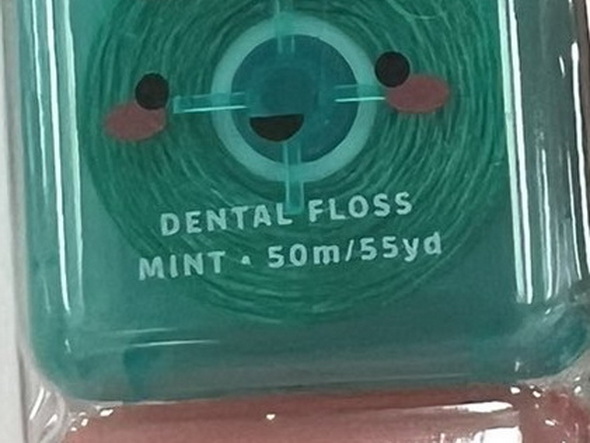 DENTAL FLOSS
MINT • 50m/55yd